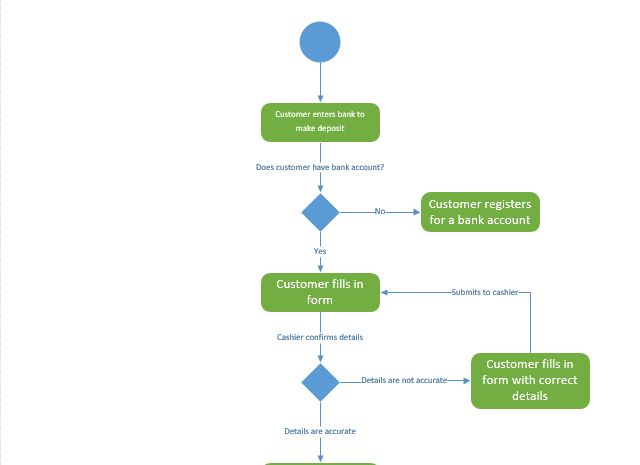 Customer enters bank to
make deposit
Does customer have bank account?
No
Customer registers
for a bank account
Yes
Customer fills in
form
Submits to cashier
Cashier confirms details
Details are not accurate
Customer fills in
form with correct
details
Details are accurate